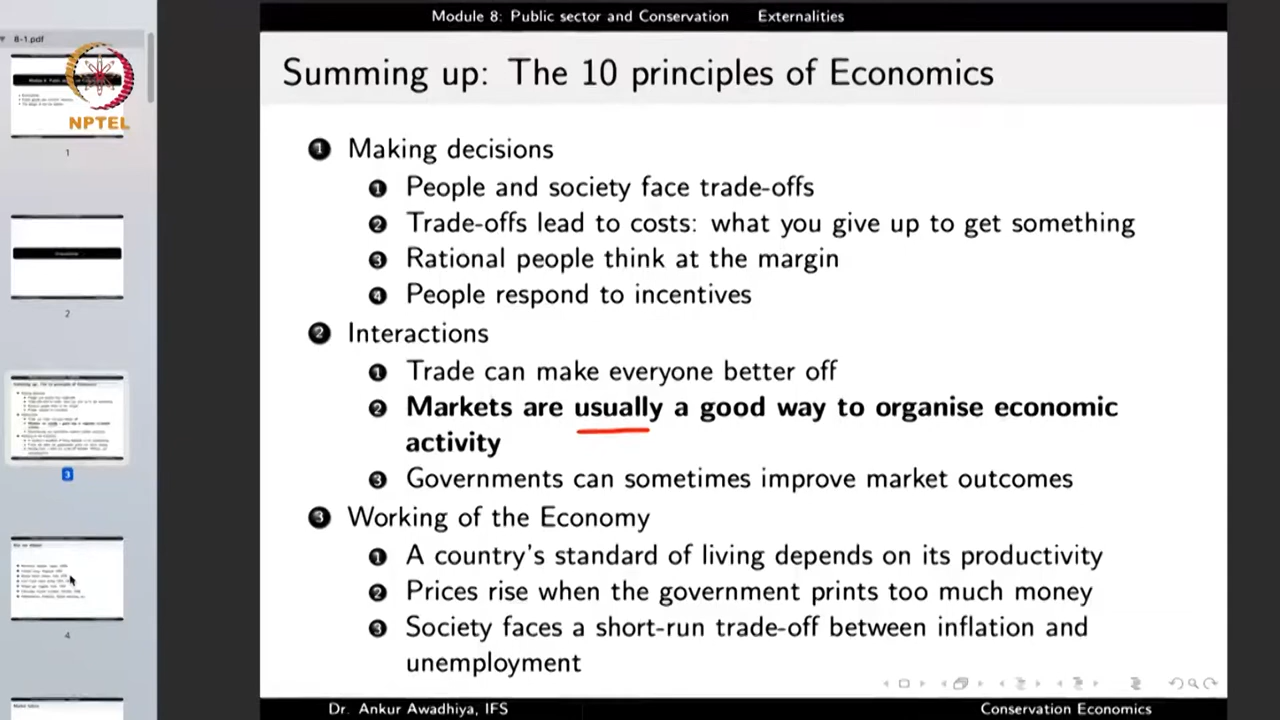 Module 8: Public sector and Conservation Externalities
8-1.pdf
NPTEL
Summing up: The 10 principles of Economics
1 Making decisions
1 People and society face trade-offs
2 Trade-offs lead to costs: what you give up to get something
3 Rational people think at the margin
4 People respond to incentives
2 Interactions
1 Trade can make everyone better off
2 Markets are usually a good way to organise economic
activity
3 Governments can sometimes improve market outcomes
3 Working of the Economy
1 A country's standard of living depends on its productivity
2 Prices rise when the government prints too much money
3 Society faces a short-run trade-off between inflation and
unemployment
1
2
3
4
Dr. Ankur Awadhiya, IFS Conservation Economics